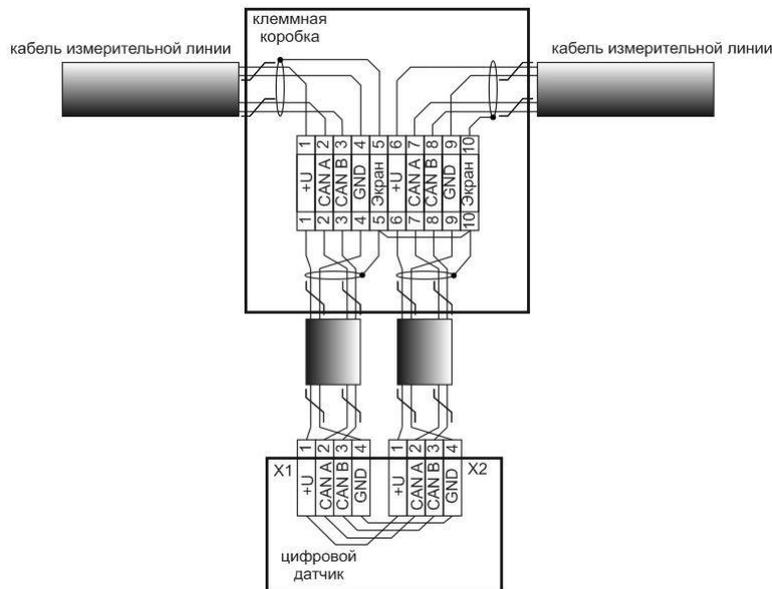 клеммная
коробка
кабель измерительной линии
кабель измерительной линии
1 2 3 4 5 6 7 8 9 10
+U CAN A CAN B GND Экран +U CAN A CAN B GND Экран
1 2 3 4 5 6 7 8 9 10
1 2 3 4
1 2 3 4
X1
+U CAN A CAN B GND
+U CAN A CAN B GND
X2
цифровой
датчик